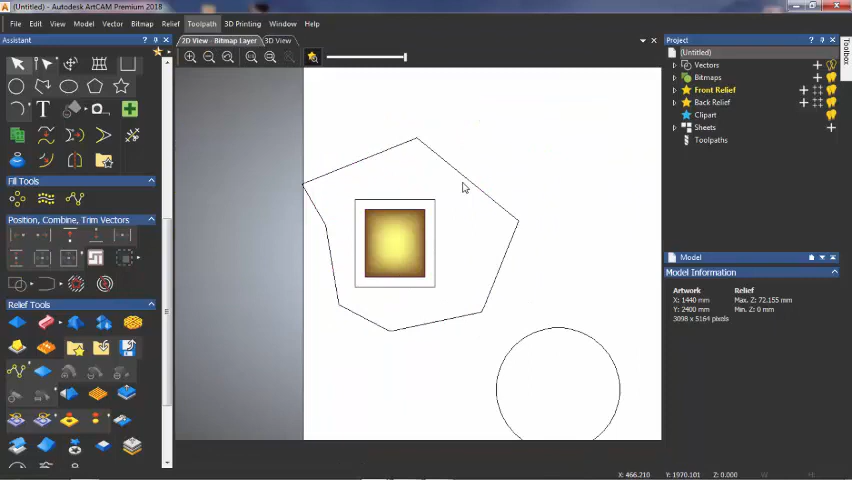 (Untitled) - Autodesk ArtCAM Premium 2018
File Edit View Model Vector Bitmap Relief Toolpath 3D Printing Window Help
Assistant
2D View - Bitmap Layer 3D View
Project
Toolbox
(Untitled)
Vectors
Bitmaps
Front Relief
Back Relief
Clipart
Sheets
Toolpaths
T
Fill Tools
Position, Combine, Trim Vectors
Relief Tools
Model
Model Information
Artwork Relief
X: 1440 mm Max. Z: 72.155 mm
Y: 2400 mm Min. Z: 0 mm
3098 x 5164 pixels
X: 466.210 Y: 1970.101 Z: 0.000 W: H: